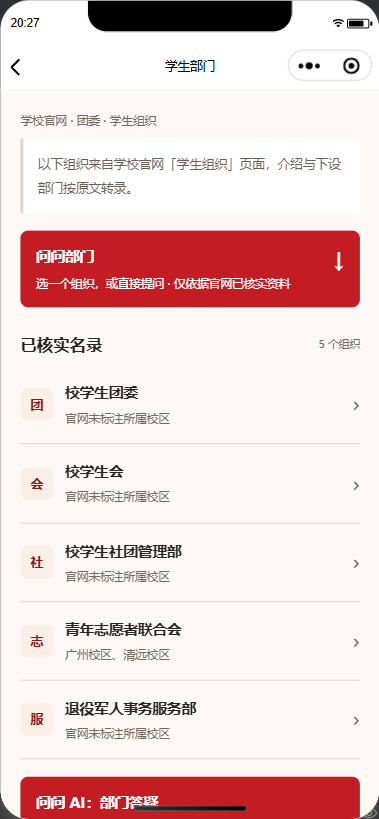 20:27
学生部门
学校官网 · 团委 · 学生组织
以下组织来自学校官网「学生组织」页面，介绍与下设
部门按原文转录。
问问部门
选一个组织，或直接提问 · 仅依据官网已核实资料
已核实名录
5 个组织
团
校学生团委
官网未标注所属校区
会
校学生会
官网未标注所属校区
社
校学生社团管理部
官网未标注所属校区
志
青年志愿者联合会
广州校区、清远校区
服
退役军人事务服务部
官网未标注所属校区
问问 AI：部门答疑